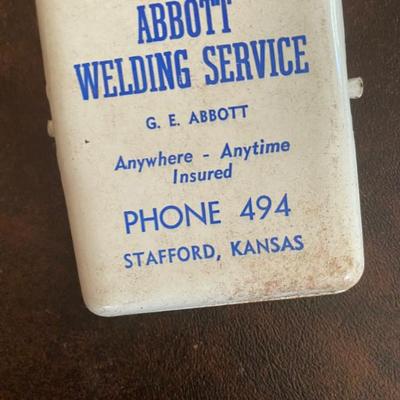 ABBOTT
WELDING SERVICE
G. E. ABBOTT
Anywhere - Anytime
Insured
PHONE 494
STAFFORD, KANSAS